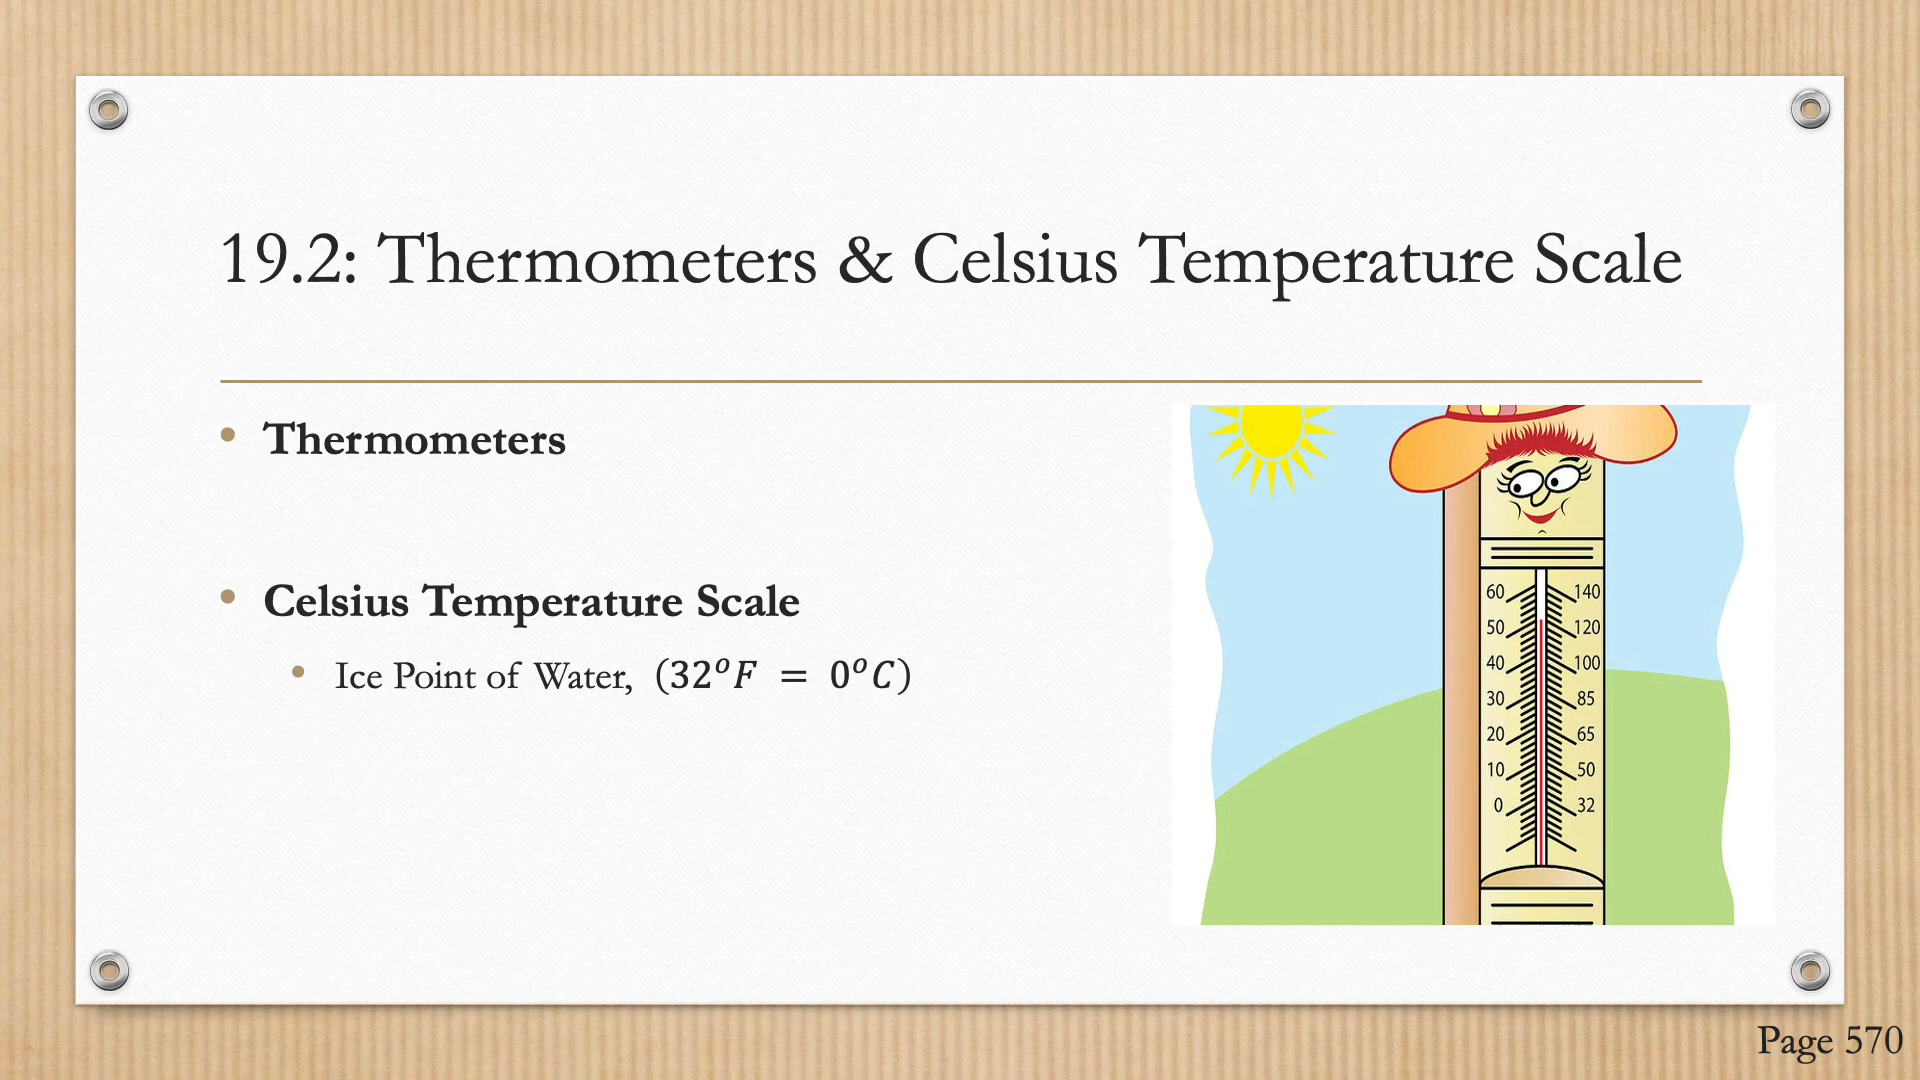 19.2: Thermometers & Celsius Temperature Scale
• Thermometers
• Celsius Temperature Scale
• Ice Point of Water, (32ᵒF = 0ᵒC)
60 140
50 120
40 100
30 85
20 65
10 50
0 32
Page 570